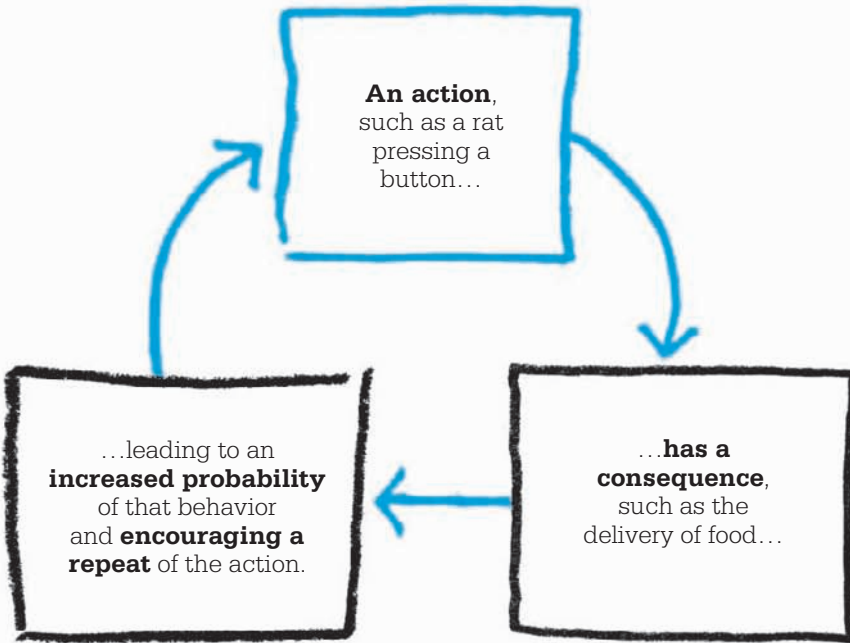 An action,
such as a rat
pressing a
button…
…has a
consequence,
such as the
delivery of food…
…leading to an
increased probability
of that behavior
and encouraging a
repeat of the action.